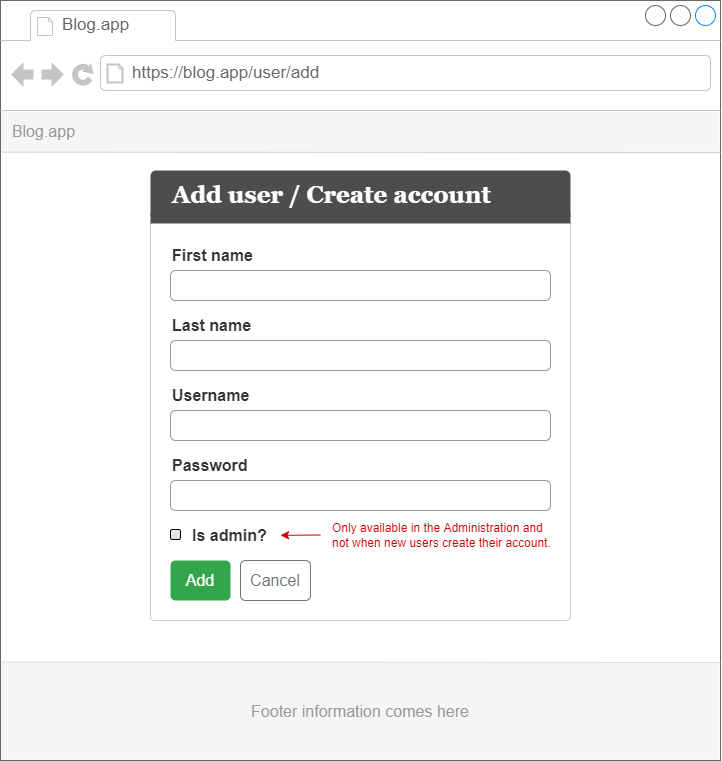 Blog.app
https://blog.app/user/add
Blog.app
Add user / Create account
First name
Last name
Username
Password
Is admin?
Only available in the Administration and
not when new users create their account.
Add
Cancel
Footer information comes here